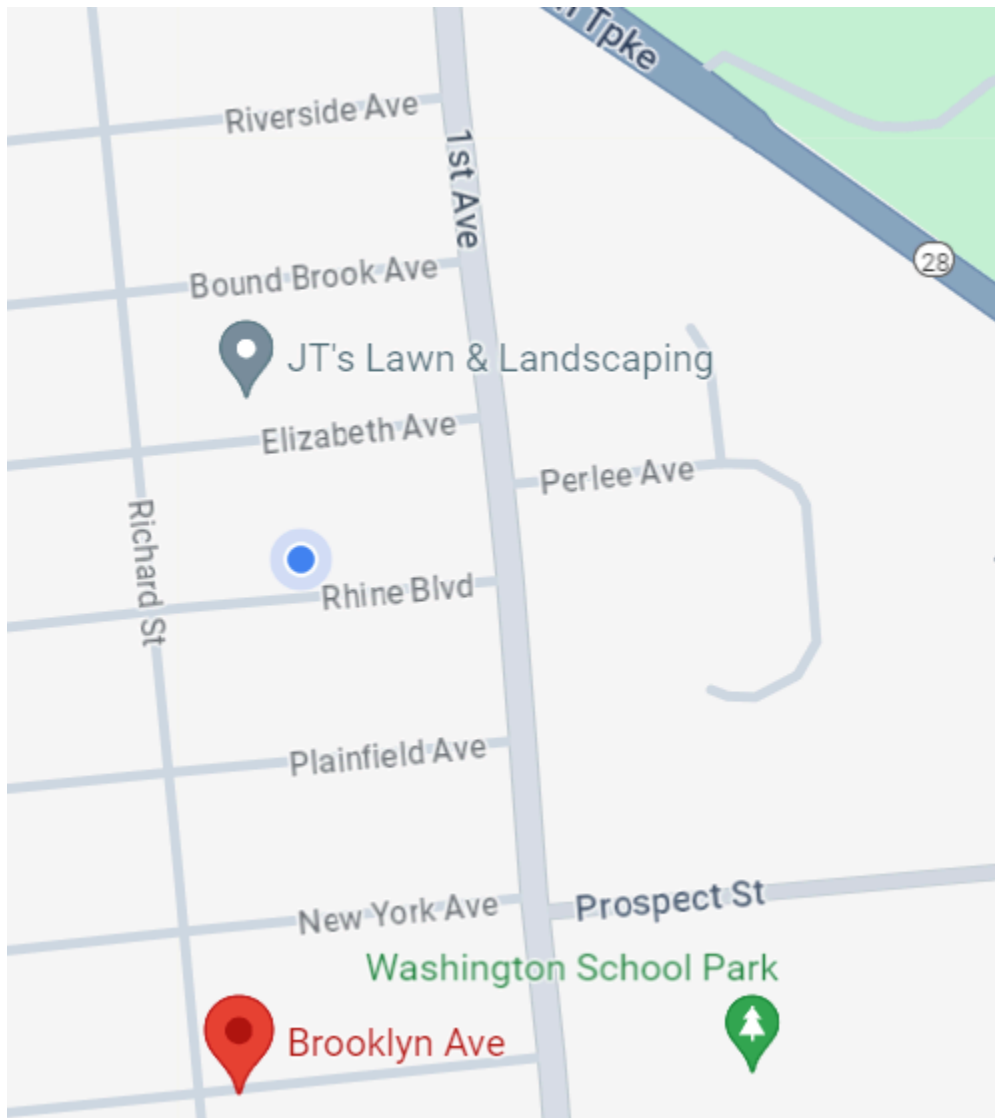 Tpke
Riverside Ave
1st Ave
28
Bound Brook Ave
JT's Lawn & Landscaping
Elizabeth Ave
Perlee Ave
Richard St
Rhine Blvd
Plainfield Ave
New York Ave
Prospect St
Washington School Park
Brooklyn Ave